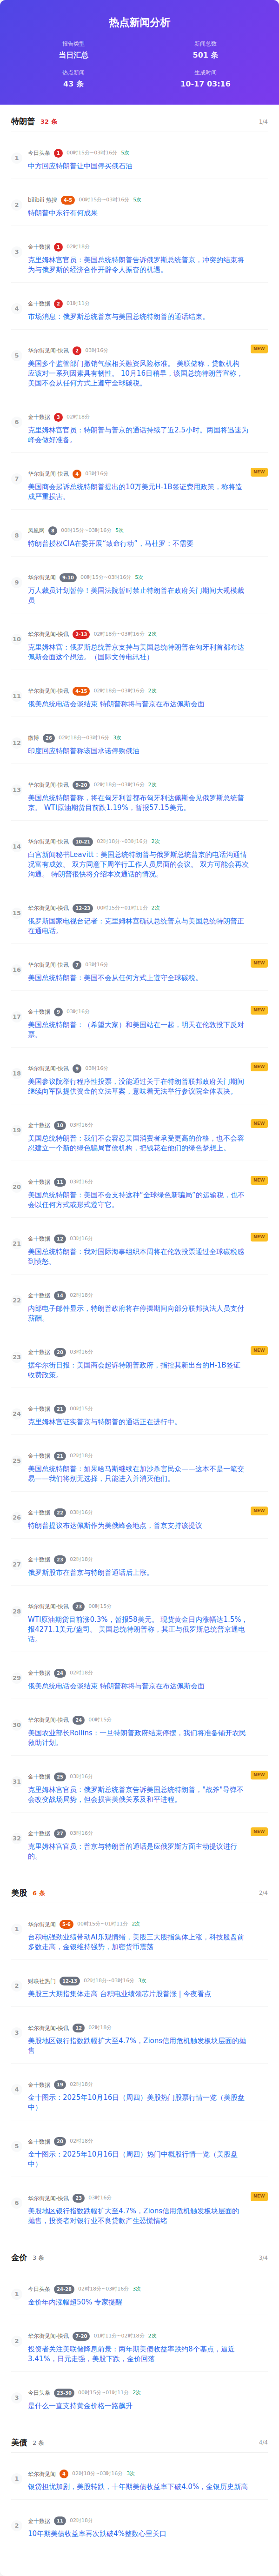 热点新闻分析
报告类型
当日汇总
新闻总数
501 条
热点新闻
43 条
生成时间
10-17 03:16
特朗普 32 条 1/4
1 今日头条 1 00时15分~03时16分 5次
中方回应特朗普让中国停买俄石油
2 bilibili 热搜 4-5 00时15分~03时16分 5次
特朗普中东行有何成果
3 金十数据 1 02时18分
克里姆林宫官员：美国总统特朗普告诉俄罗斯总统普京，冲突的结束将
为与俄罗斯的经济合作开辟令人振奋的机遇。
4 金十数据 2 01时11分
市场消息：俄罗斯总统普京与美国总统特朗普的通话结束。
5 华尔街见闻·快讯 2 03时16分 NEW
美国多个监管部门撤销气候相关融资风险标准。 美联储称，贷款机构
应该对一系列因素具有韧性。 10月16日稍早，该国总统特朗普宣称，
美国不会从任何方式上遵守全球碳税。
6 金十数据 3 02时18分
克里姆林宫官员：特朗普与普京的通话持续了近2.5小时。两国将迅速为
峰会做好准备。
7 华尔街见闻·快讯 4 03时16分 NEW
美国商会起诉总统特朗普提出的10万美元H-1B签证费用政策，称将造
成严重损害。
8 凤凰网 8 00时15分~03时16分 5次
特朗普授权CIA在委开展“致命行动”，马杜罗：不需要
9 华尔街见闻 9-10 00时15分~03时16分 5次
万人裁员计划暂停！美国法院暂时禁止特朗普在政府关门期间大规模裁
员
10 华尔街见闻·快讯 2-13 02时18分~03时16分 2次
克里姆林宫：俄罗斯总统普京支持与美国总统特朗普在匈牙利首都布达
佩斯会面这个想法。（国际文传电讯社）
11 华尔街见闻·快讯 4-15 02时18分~03时16分 2次
俄美总统电话会谈结束 特朗普称将与普京在布达佩斯会面
12 微博 26 02时18分~03时16分 3次
印度回应特朗普称该国承诺停购俄油
13 华尔街见闻·快讯 9-20 02时18分~03时16分 2次
美国总统特朗普称，将在匈牙利首都布达佩斯匈牙利达佩斯会见俄罗斯总统普
京。 WTI原油期货日内跌1.19%，暂报57.15美元。
14 华尔街见闻·快讯 10-21 02时18分~03时16分 2次
白宫新闻秘书Leavitt：美国总统特朗普与俄罗斯总统普京的电话沟通情
况富有成效。 双方同意下周举行工作人员层面的会议。 双方可能会再次
沟通。 特朗普很快将介绍本次通话的情况。
15 华尔街见闻·快讯 12-23 00时15分~01时11分 2次
俄罗斯国家电视台记者：克里姆林宫确认总统普京与美国总统特朗普正
在通电话。
16 华尔街见闻·快讯 7 03时16分 NEW
美国总统特朗普：美国不会从任何方式上遵守全球碳税。
17 金十数据 9 03时16分 NEW
美国总统特朗普：（希望大家）和美国站在一起，明天在伦敦投下反对
票。
18 华尔街见闻·快讯 9 03时16分 NEW
美国参议院举行程序性投票，没能通过关于在特朗普联邦政府关门期间
继续向军队提供资金的立法草案，意味着无法举行参议院全体表决。
19 金十数据 10 03时16分 NEW
美国总统特朗普：我们不会容忍美国消费者承受更高的价格，也不会容
忍建立一个新的绿色骗局官僚机构，把钱花在他们的绿色梦想上。
20 金十数据 11 03时16分 NEW
美国总统特朗普：美国不会支持这种“全球绿色新骗局”的运输税，也不
会以任何方式或形式遵守它。
21 金十数据 12 03时16分 NEW
美国总统特朗普：我对国际海事组织本周将在伦敦投票通过全球碳税感
到愤怒。
22 金十数据 14 02时18分
内部电子邮件显示，特朗普政府将在停摆期间向部分联邦执法人员支付
薪酬。
23 金十数据 20 03时16分 NEW
据华尔街日报：美国商会起诉特朗普政府，指控其新出台的H-1B签证
收费政策。
24 金十数据 21 00时15分
克里姆林宫证实普京与特朗普的通话正在进行中。
25 金十数据 21 02时18分
美国总统特朗普：如果哈马斯继续在加沙杀害民众——这本不是一笔交
易——我们将别无选择，只能进入并消灭他们。
26 金十数据 22 03时16分 NEW
特朗普提议布达佩斯作为美俄峰会地点，普京支持该提议
27 金十数据 23 02时18分
俄罗斯股市在普京与特朗普通话后上涨。
28 华尔街见闻·快讯 23 00时15分
WTI原油期货目前涨0.3%，暂报58美元。 现货黄金日内涨幅达1.5%，
报4271.1美元/盎司。 美国总统特朗普称，其正与俄罗斯总统普京通电
话。
29 金十数据 24 02时18分
俄美总统电话会谈结束 特朗普称将与普京在布达佩斯会面
30 华尔街见闻·快讯 24 00时15分
美国农业部长Rollins：一旦特朗普政府结束停摆，我们将准备铺开农民
救助计划。
31 金十数据 25 03时16分 NEW
克里姆林宫官员：俄罗斯总统普京告诉美国总统特朗普，“战斧”导弹不
会改变战场局势，但会损害美俄关系及和平进程。
32 金十数据 27 03时16分 NEW
克里姆林宫官员：普京与特朗普的通话是应俄罗斯方面主动提议进行
的。
美股 6 条 2/4
1 华尔街见闻 5-6 00时15分~01时11分 2次
台积电强劲业绩带动AI乐观情绪，美股三大股指集体上涨，科技股盘前
多数走高，金银维持强势，加密货币震荡
2 财联社热门 12-13 02时18分~03时16分 3次
美股三大期指集体走高 台积电业绩领芯片股普涨 | 今夜看点
3 华尔街见闻·快讯 12 02时18分
美股地区银行指数跌幅扩大至4.7%，Zions信用危机触发板块层面的抛
售
4 金十数据 19 02时18分
金十图示：2025年10月16日（周四）美股热门股票行情一览（美股盘
中）
5 金十数据 20 02时18分
金十图示：2025年10月16日（周四）热门中概股行情一览（美股盘
中）
6 华尔街见闻·快讯 23 03时16分 NEW
美股地区银行指数跌幅扩大至4.7%，Zions信用危机触发板块层面的
抛售，投资者对银行业不良贷款产生恐慌情绪
金价 3 条 3/4
1 今日头条 24-28 02时18分~03时16分 3次
金价年内涨幅超50% 专家提醒
2 华尔街见闻·快讯 7-20 01时11分~02时18分 2次
投资者关注美联储降息前景：两年期美债收益率跌约8个基点，逼近
3.41%，日元走强，美股下跌，金价回落
3 今日头条 23-30 00时15分~01时11分 2次
是什么一直支持黄金价格一路飙升
美债 2 条 4/4
1 华尔街见闻 4 02时18分~03时16分 3次
银贷担忧加剧，美股转跌，十年期美债收益率下破4.0%，金银历史新高
2 金十数据 11 02时18分
10年期美债收益率再次跌破4%整数心里关口